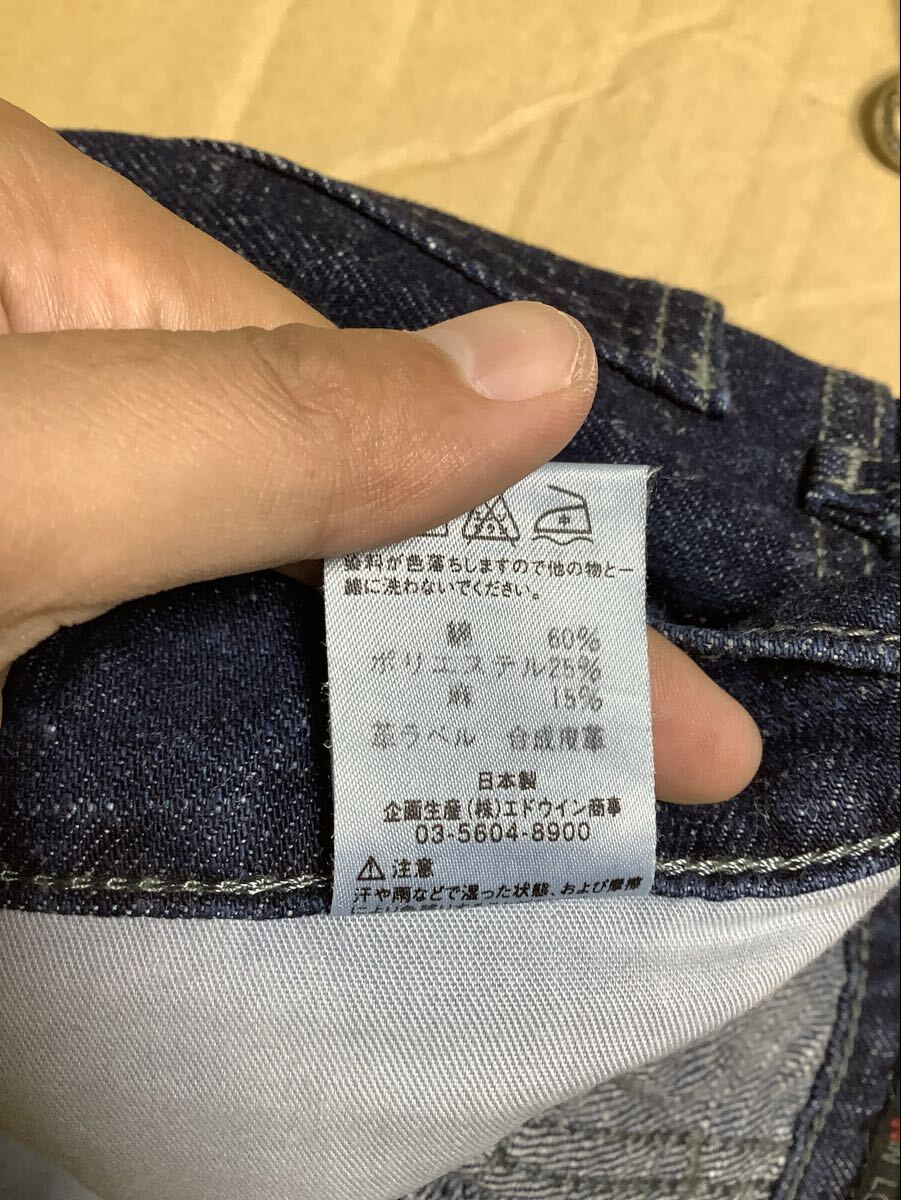 染料が色落ちしますので他の物と一
緒に洗わないでください。
綿 60%
ポリエステル25%
麻 15%
革ラベル 合成皮革
日本製
企画生産(株)エドウイン商事
03-5604-8900
⚠注意
汗や雨などで湿った状態、および摩擦